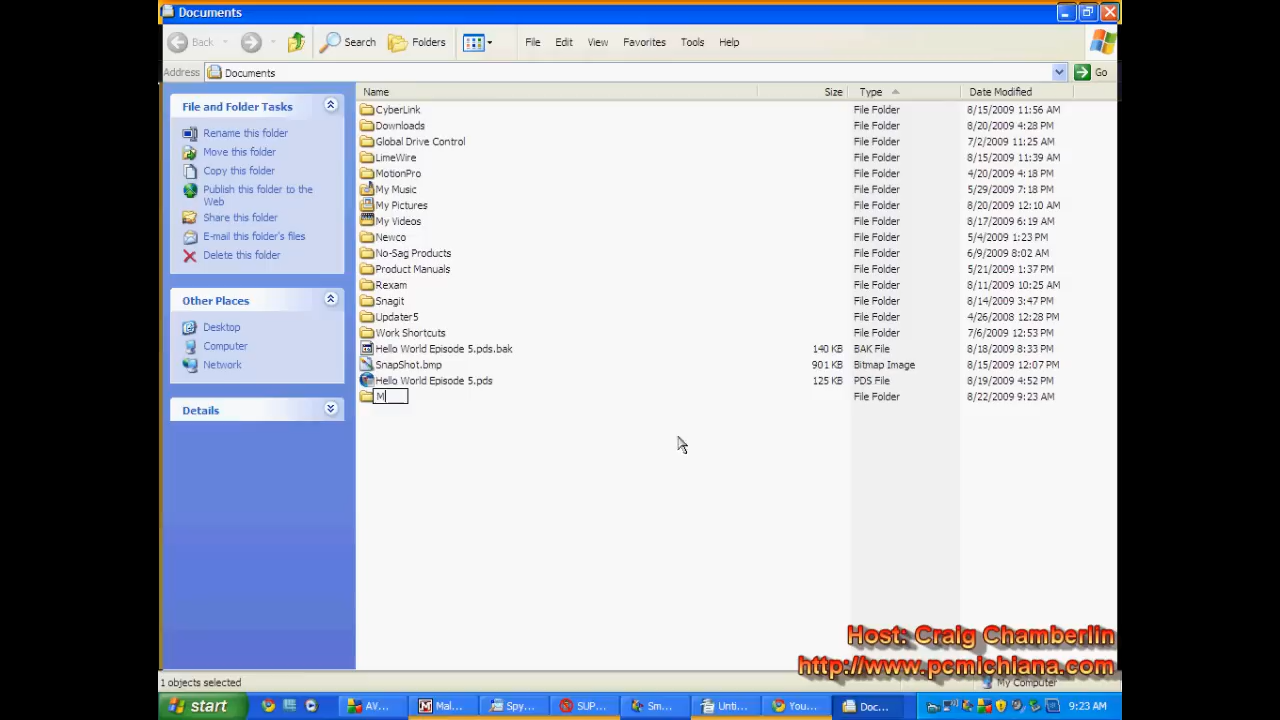 Documents
Back
Search
Folders
File Edit View Favorites Tools Help
Address
Documents
Go
File and Folder Tasks
Rename this folder
Move this folder
Copy this folder
Publish this folder to the
Web
Share this folder
E-mail this folder's files
Delete this folder
Other Places
Desktop
Computer
Network
Details
Name Size Type Date Modified
CyberLink File Folder 8/15/2009 11:56 AM
Downloads File Folder 8/20/2009 4:28 PM
Global Drive Control File Folder 7/2/2009 11:25 AM
LimeWire File Folder 8/15/2009 11:39 AM
MotionPro File Folder 4/20/2009 4:18 PM
My Music File Folder 5/29/2009 7:18 PM
My Pictures File Folder 8/20/2009 12:10 AM
My Videos File Folder 8/17/2009 6:19 AM
Newco File Folder 5/4/2009 1:23 PM
No-Sag Products File Folder 6/9/2009 8:02 AM
Product Manuals File Folder 5/21/2009 1:37 PM
Rexam File Folder 8/11/2009 10:25 AM
Snagit File Folder 8/14/2009 3:47 PM
Updater5 File Folder 4/26/2008 12:28 PM
Work Shortcuts File Folder 7/6/2009 12:53 PM
Hello World Episode 5.pds.bak 140 KB BAK File 8/18/2009 8:33 PM
SnapShot.bmp 901 KB Bitmap Image 8/15/2009 12:07 PM
Hello World Episode 5.pds 125 KB PDS File 8/19/2009 4:52 PM
M File Folder 8/22/2009 9:23 AM
Host: Craig Chamberlin
http://www.pcmichiana.com
1 objects selected
My Computer
start
AV... Mal... Spy... SUP... Sm... Unti... You... Doc...
9:23 AM